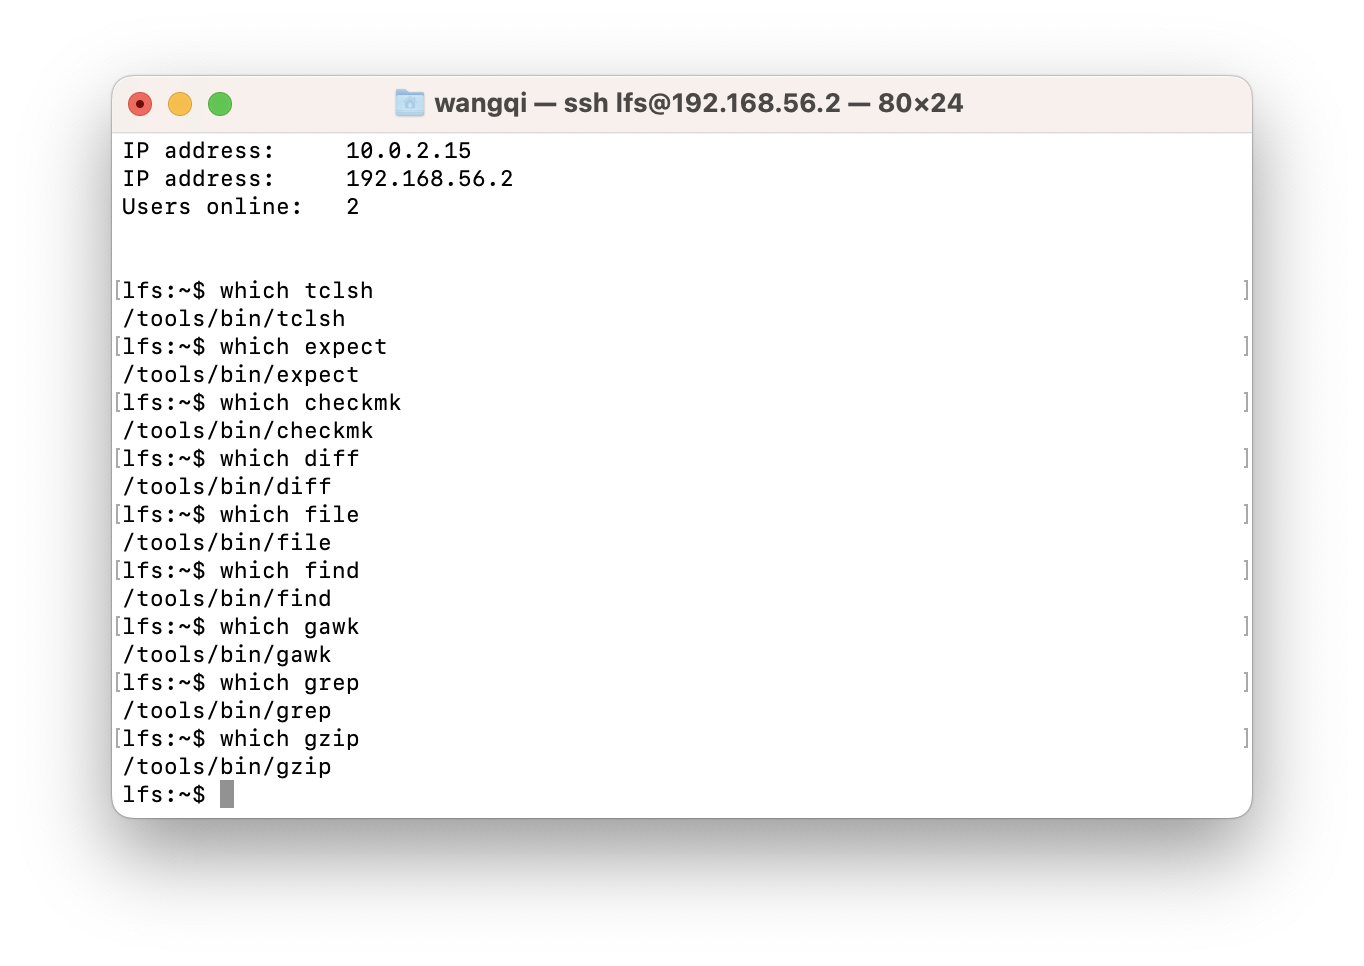 wangqi — ssh lfs@192.168.56.2 — 80×24
IP address:     10.0.2.15
IP address:     192.168.56.2
Users online:   2
[lfs:~$ which tclsh ]
/tools/bin/tclsh
[lfs:~$ which expect ]
/tools/bin/expect
[lfs:~$ which checkmk ]
/tools/bin/checkmk
[lfs:~$ which diff ]
/tools/bin/diff
[lfs:~$ which file ]
/tools/bin/file
[lfs:~$ which find ]
/tools/bin/find
[lfs:~$ which gawk ]
/tools/bin/gawk
[lfs:~$ which grep ]
/tools/bin/grep
[lfs:~$ which gzip ]
/tools/bin/gzip
lfs:~$